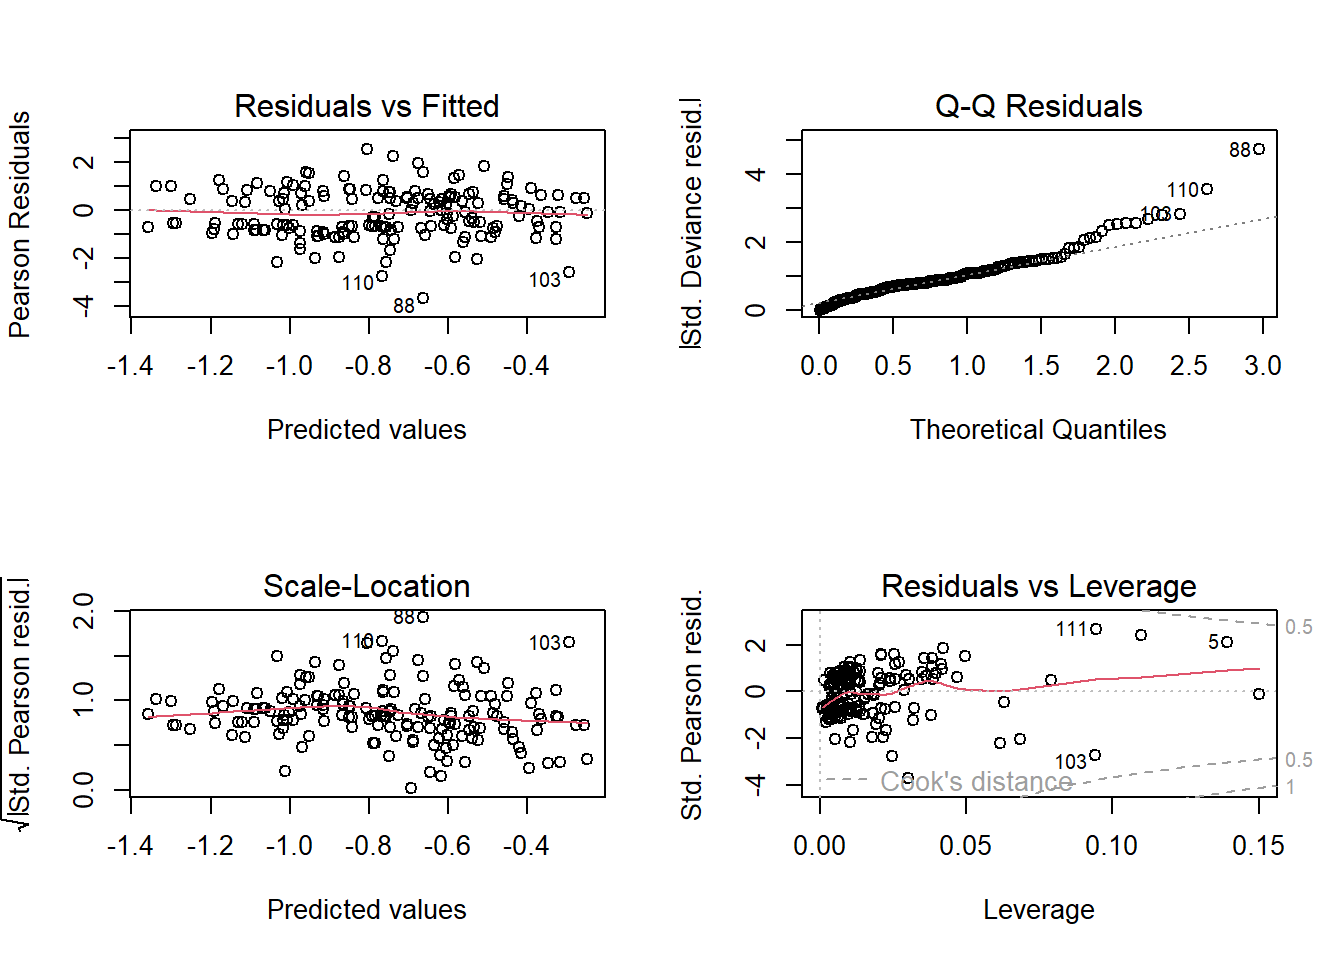 Residuals vs Fitted
Pearson Residuals
2
0
-2
-4
110
88
103
-1.4 -1.2 -1.0 -0.8 -0.6 -0.4
Predicted values
Q-Q Residuals
|Std. Deviance resid.|
4
2
0
88
110
103
0.0 0.5 1.0 1.5 2.0 2.5 3.0
Theoretical Quantiles
Scale-Location
√|Std. Pearson resid.|
2.0
1.0
0.0
88
110
103
-1.4 -1.2 -1.0 -0.8 -0.6 -0.4
Predicted values
Residuals vs Leverage
Std. Pearson resid.
2
0
-2
-4
111
5
103
Cook's distance
0.5
0.5
1
0.00 0.05 0.10 0.15
Leverage